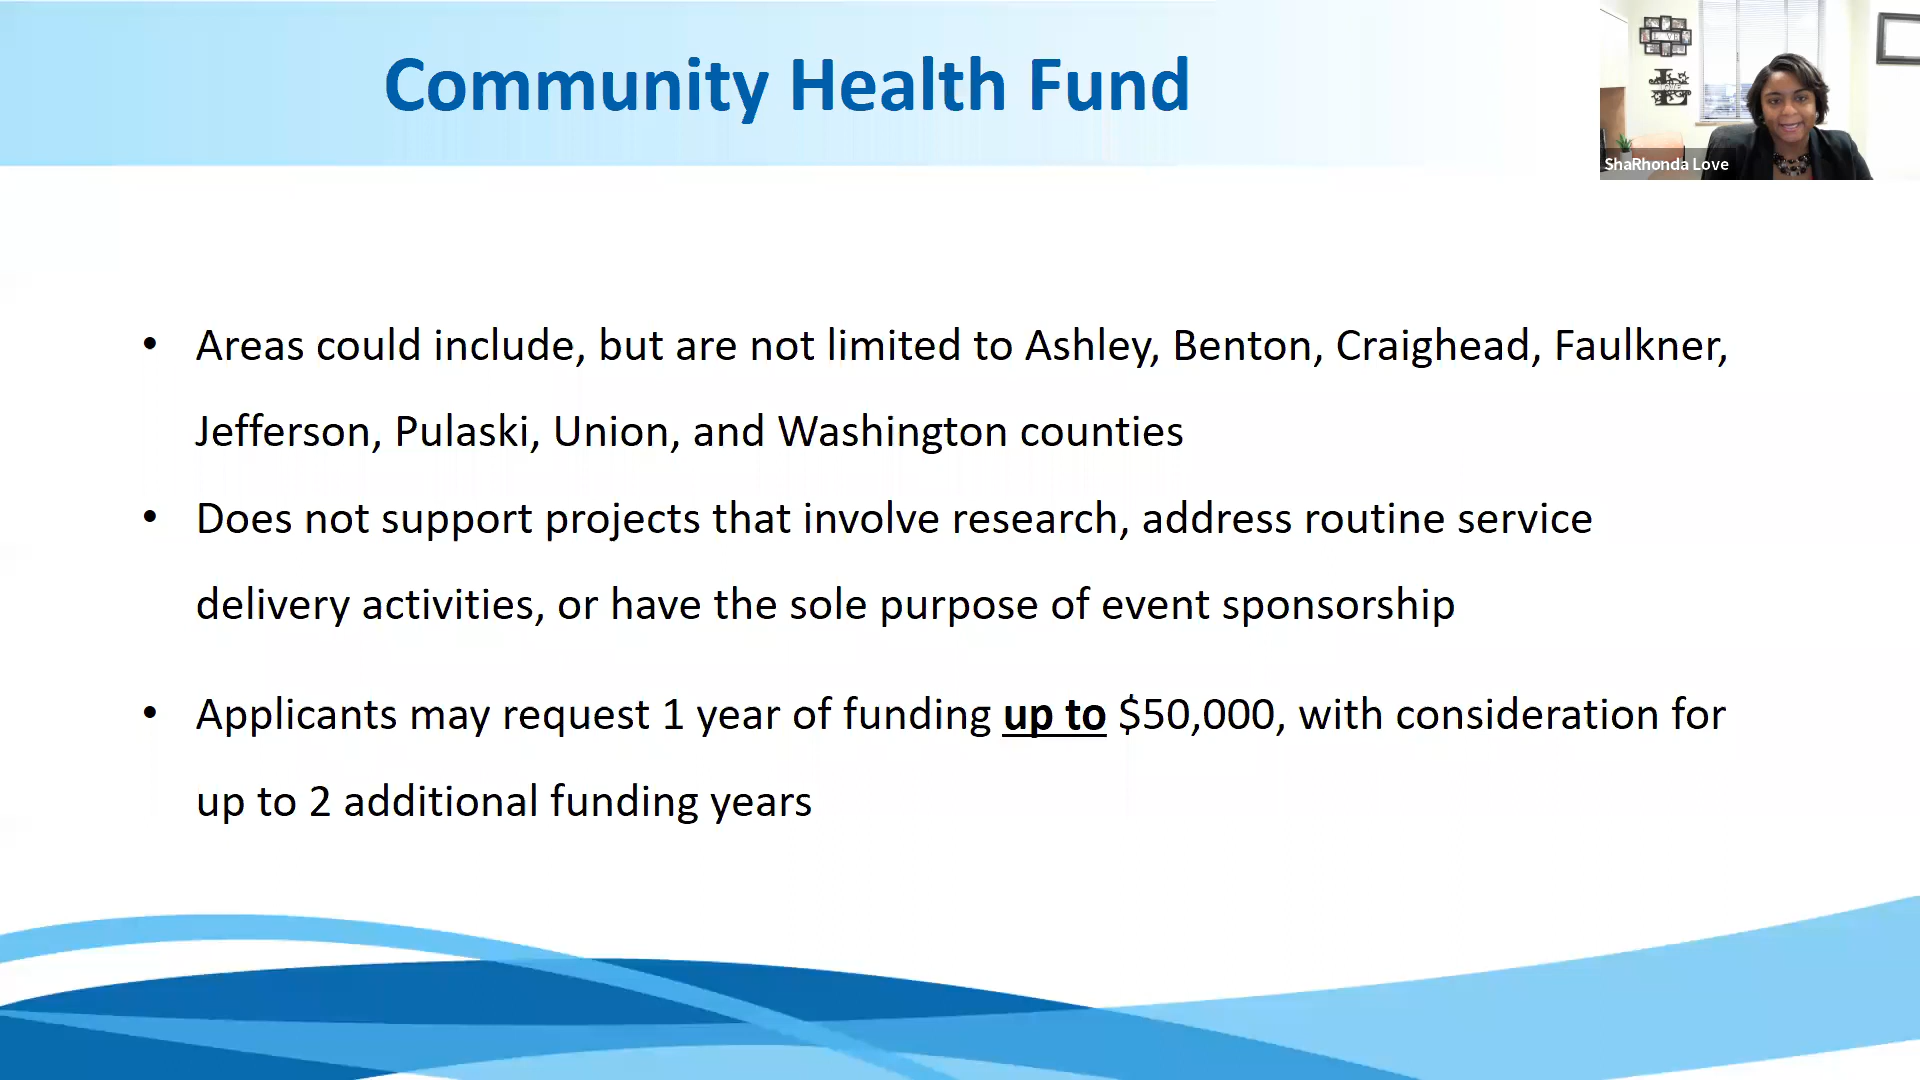 Community Health Fund
ShaRhonda Love
• Areas could include, but are not limited to Ashley, Benton, Craighead, Faulkner,
Jefferson, Pulaski, Union, and Washington counties
• Does not support projects that involve research, address routine service
delivery activities, or have the sole purpose of event sponsorship
• Applicants may request 1 year of funding up to $50,000, with consideration for
up to 2 additional funding years